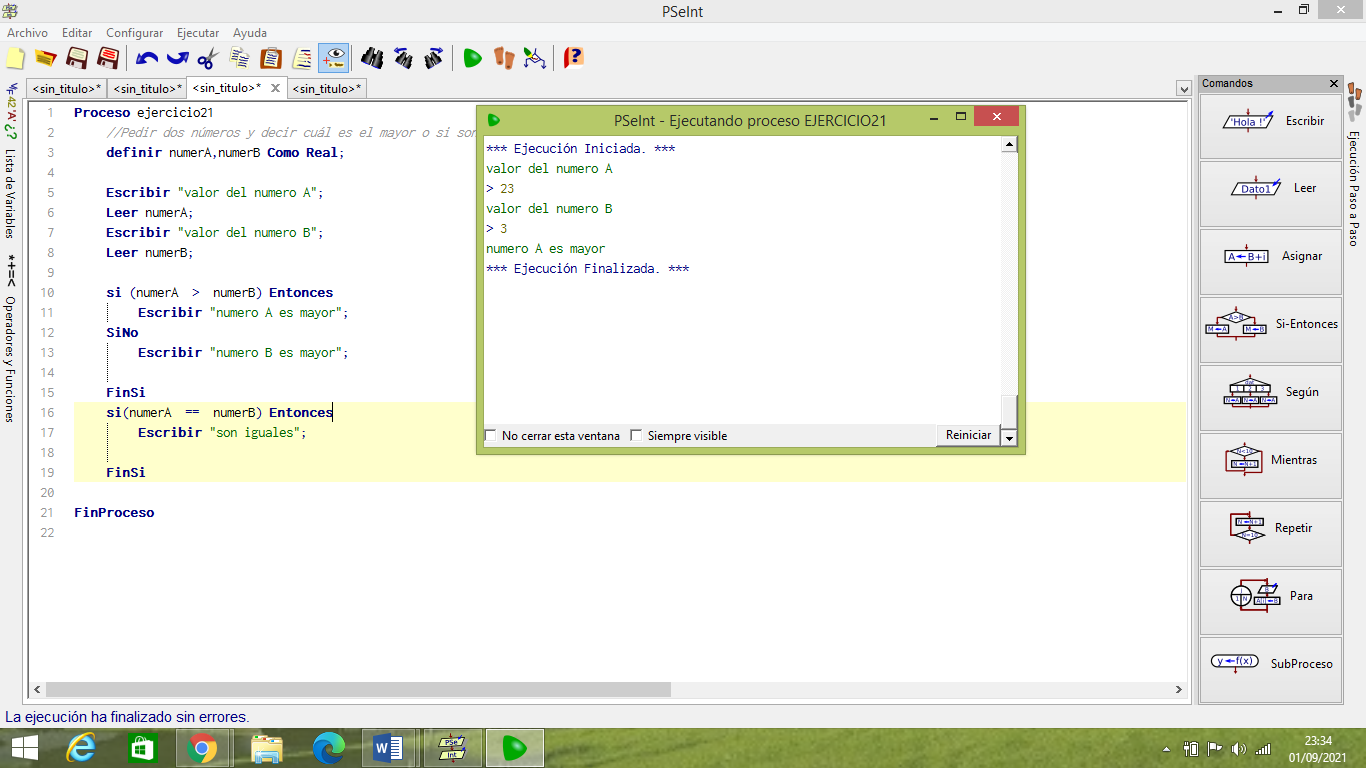 PSeInt
Archivo Editar Configurar Ejecutar Ayuda
<sin_titulo>* <sin_titulo>* <sin_titulo>* <sin_titulo>*
Lista de Variables
Operadores y Funciones
1 Proceso ejercicio21
2 //Pedir dos números y decir cuál es el mayor o si son
3 definir numerA,numerB Como Real;
4
5 Escribir "valor del numero A";
6 Leer numerA;
7 Escribir "valor del numero B";
8 Leer numerB;
9
10 si (numerA > numerB) Entonces
11 Escribir "numero A es mayor";
12 SiNo
13 Escribir "numero B es mayor";
14
15 FinSi
16 si(numerA == numerB) Entonces
17 Escribir "son iguales";
18
19 FinSi
20
21 FinProceso
22
PSeInt - Ejecutando proceso EJERCICIO21
*** Ejecución Iniciada. ***
valor del numero A
> 23
valor del numero B
> 3
numero A es mayor
*** Ejecución Finalizada. ***
No cerrar esta ventana Siempre visible Reiniciar
Comandos
'Hola !' Escribir
Dato1 Leer
A←B+i Asignar
A>B M←A M←B Si-Entonces
Según
Mientras
Repetir
Para
y←f(x) SubProceso
Ejecución Paso a Paso
La ejecución ha finalizado sin errores.
PSe Int
23:34
01/09/2021